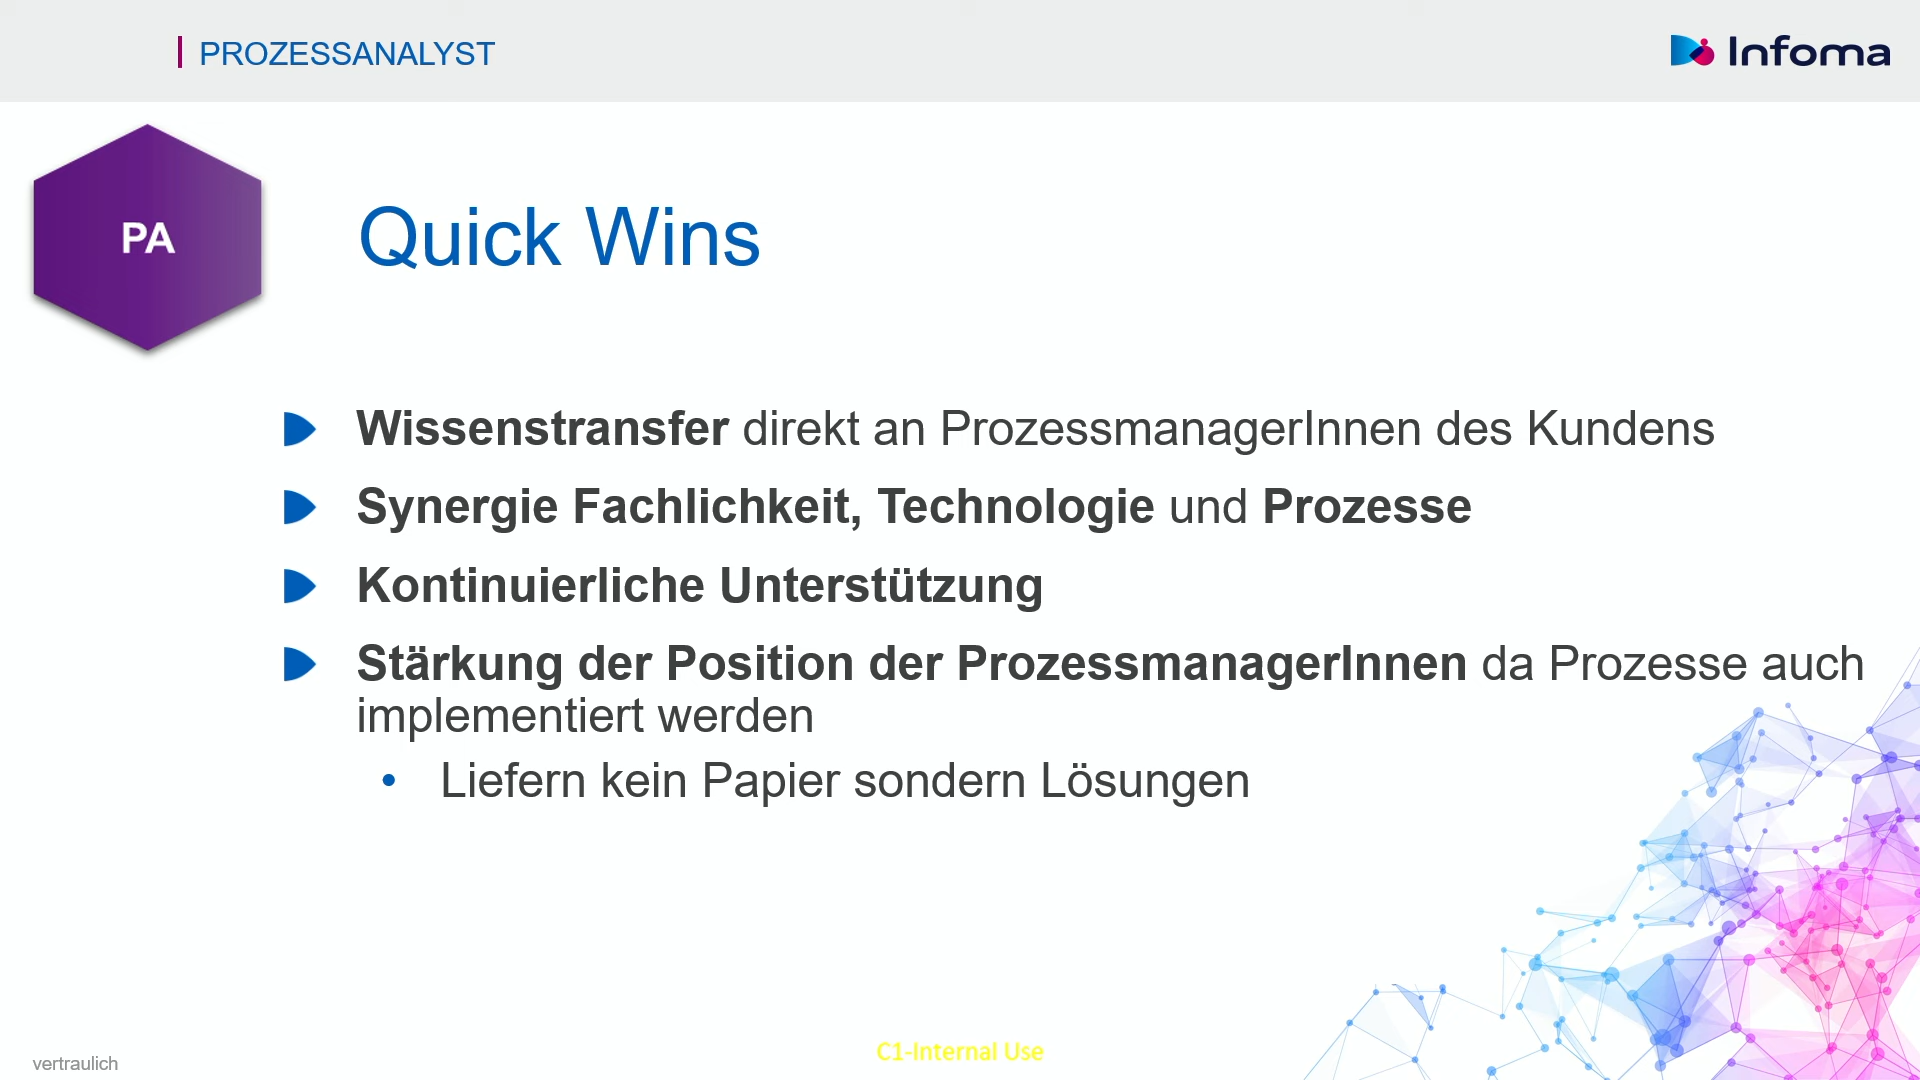 PROZESSANALYST
Infoma
PA
Quick Wins
Wissenstransfer direkt an ProzessmanagerInnen des Kundens
Synergie Fachlichkeit, Technologie und Prozesse
Kontinuierliche Unterstützung
Stärkung der Position der ProzessmanagerInnen da Prozesse auch
implementiert werden
• Liefern kein Papier sondern Lösungen
C1-Internal Use
vertraulich